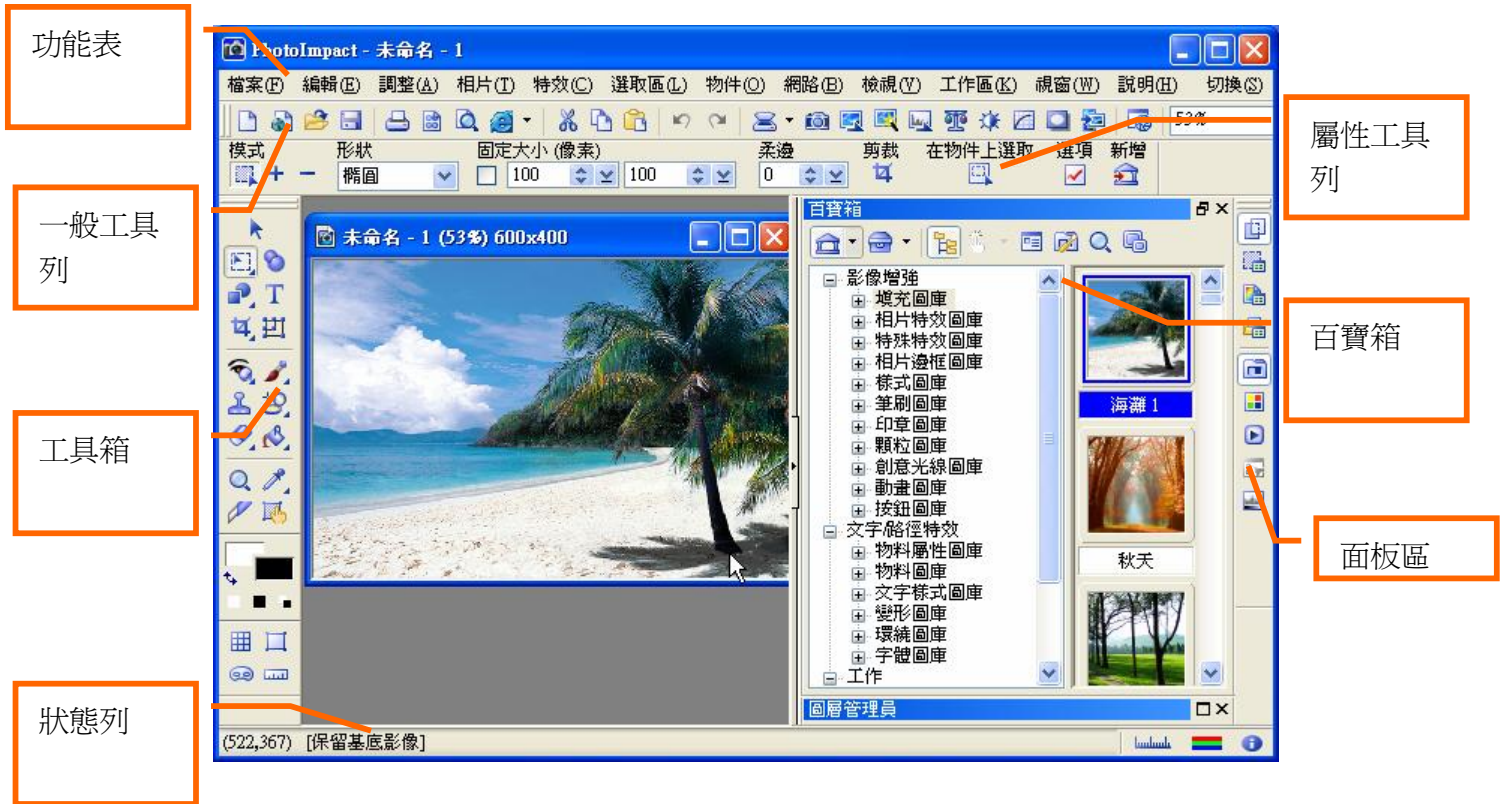 功能表
PhotoImpact - 未命名 - 1
檔案(F) 編輯(E) 調整(A) 相片(T) 特效(C) 選取區(L) 物件(O) 網路(B) 檢視(V) 工作區(K) 視窗(W) 說明(H) 切換(S)
53%
模式 形狀 固定大小 (像素) 柔邊 剪裁 在物件上選取 選項 新增
橢圓 100 100 0
屬性工具
列
一般工具
列
未命名 - 1 (53%) 600x400
百寶箱
影像增強
填充圖庫
相片特效圖庫
特殊特效圖庫
相片邊框圖庫
樣式圖庫
筆刷圖庫
印章圖庫
顆粒圖庫
創意光線圖庫
動畫圖庫
按鈕圖庫
文字/路徑特效
物料屬性圖庫
物料圖庫
文字樣式圖庫
變形圖庫
環繞圖庫
字體圖庫
工作
海灘 1
秋天
百寶箱
工具箱
面板區
圖層管理員
狀態列
(522,367) [保留基底影像]